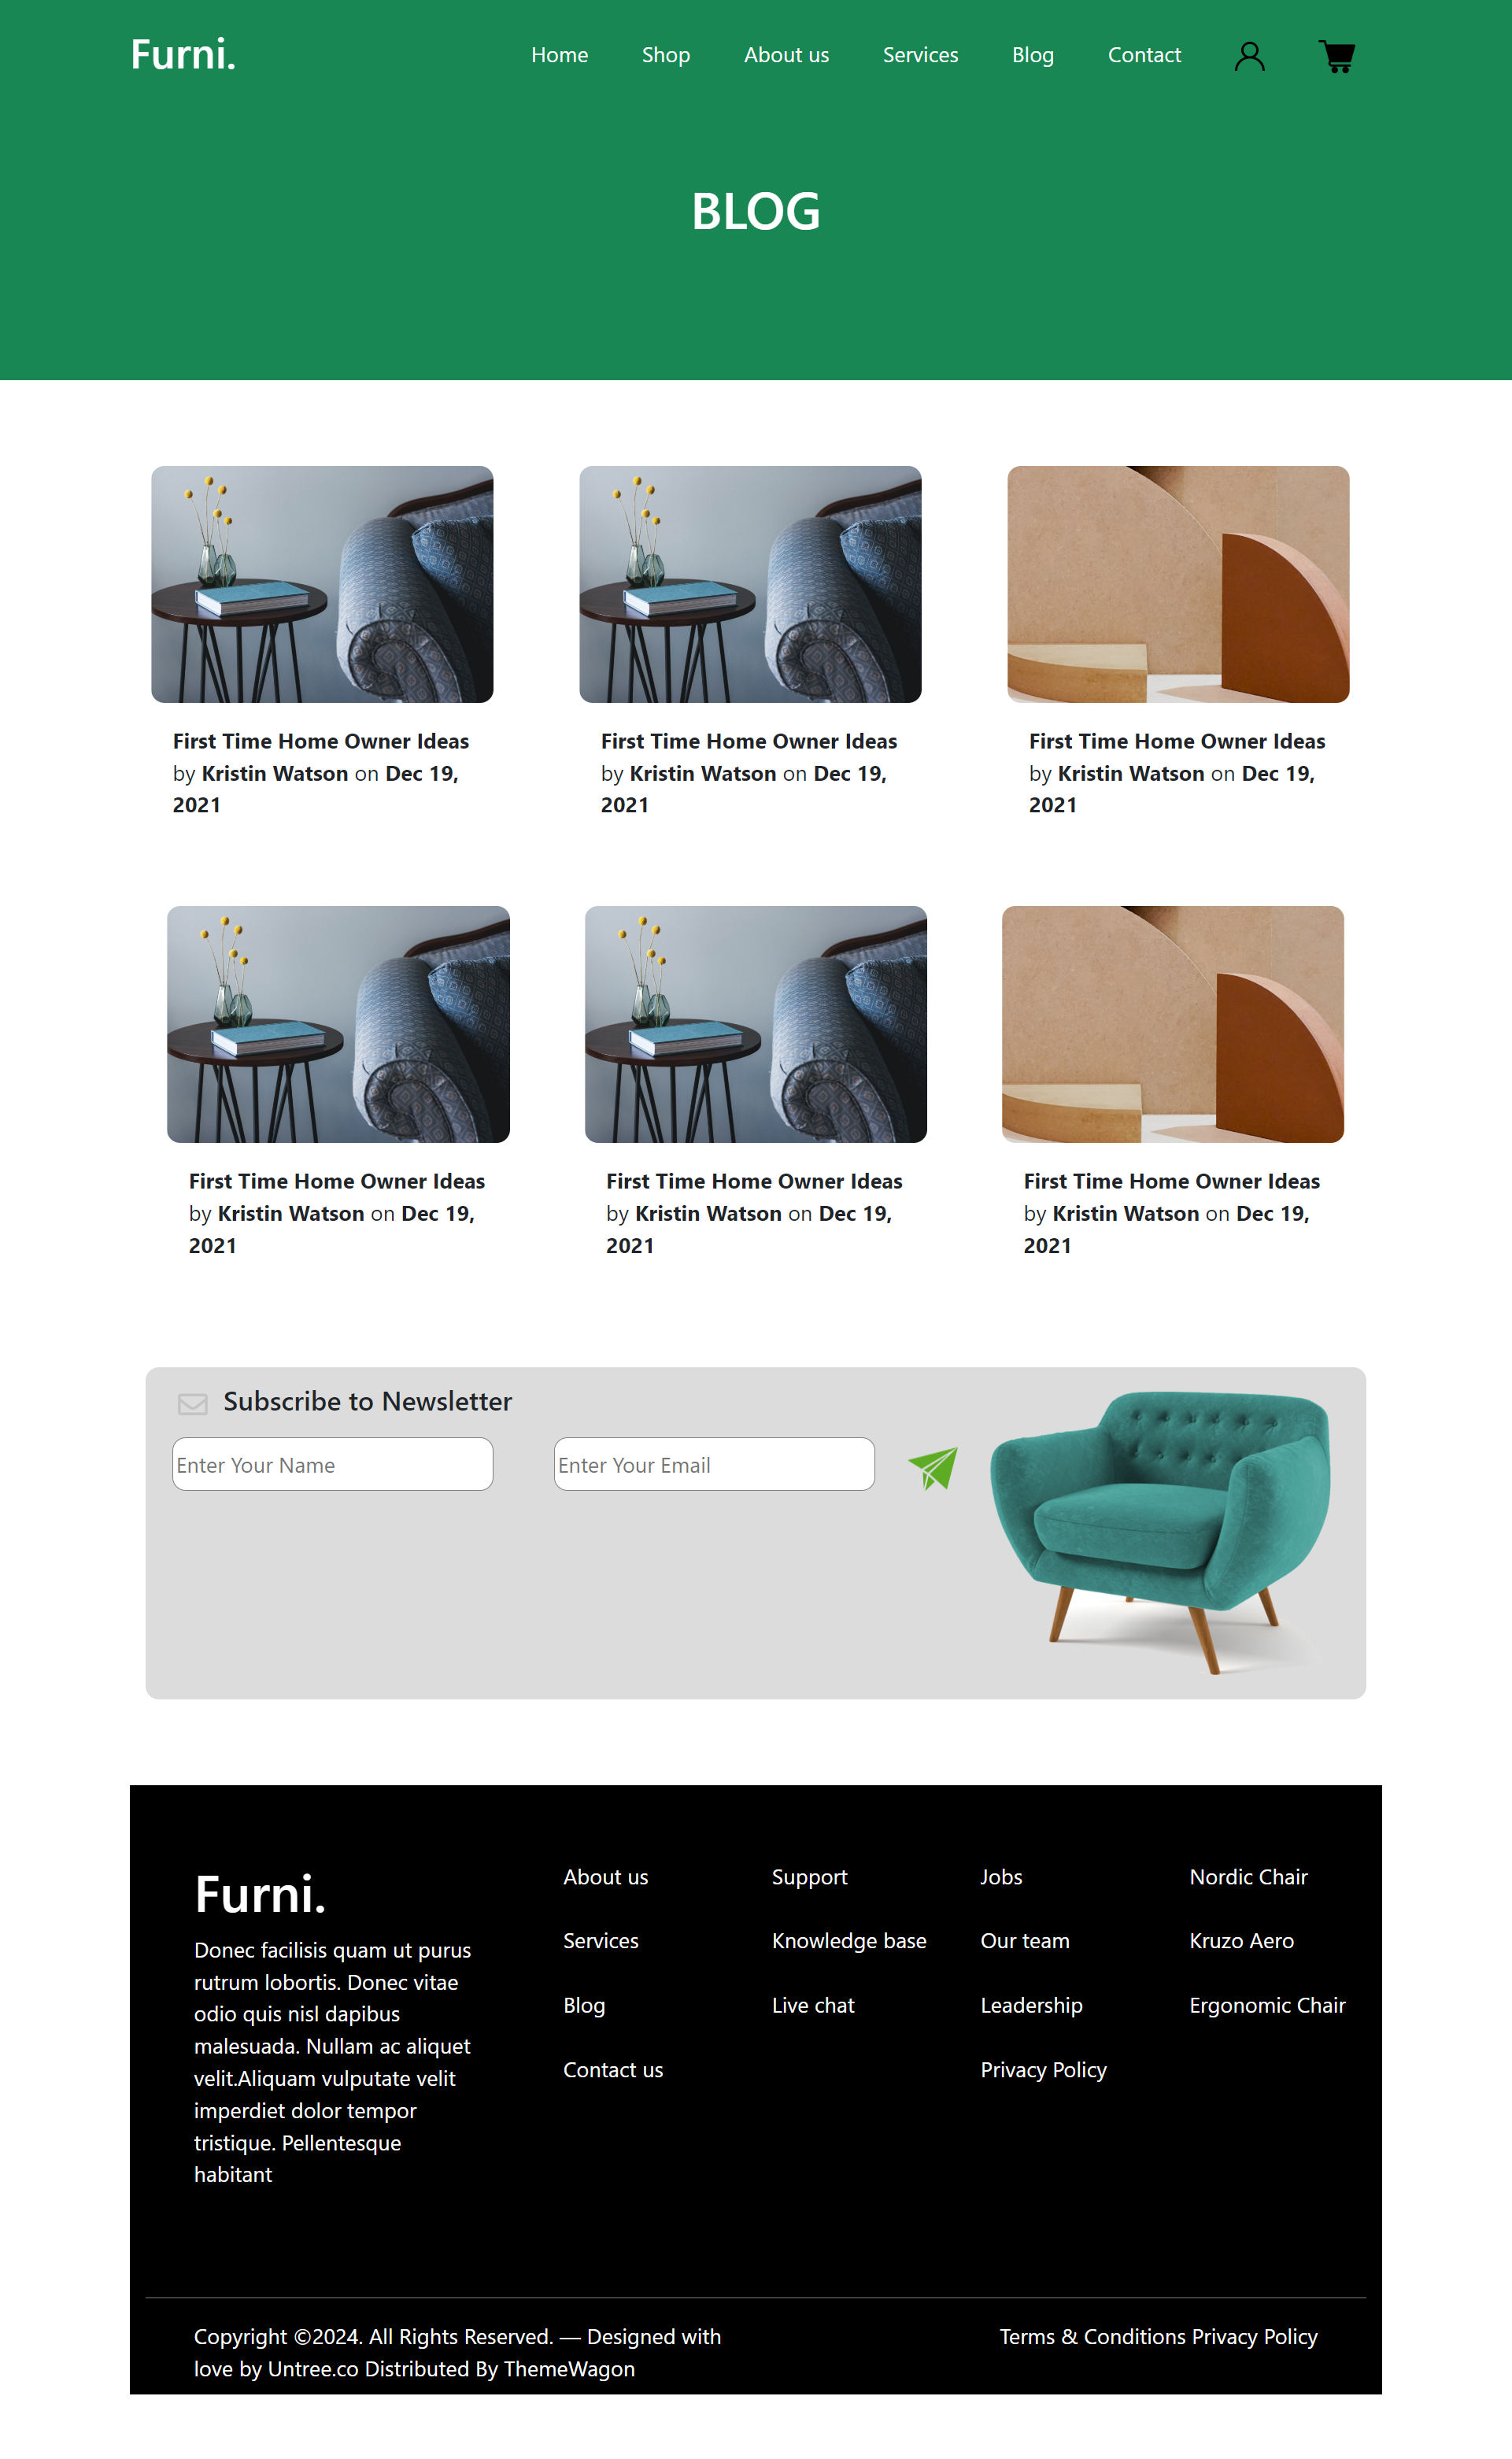 Furni.
Home
Shop
About us
Services
Blog
Contact
BLOG
First Time Home Owner Ideas
by Kristin Watson on Dec 19,
2021
First Time Home Owner Ideas
by Kristin Watson on Dec 19,
2021
First Time Home Owner Ideas
by Kristin Watson on Dec 19,
2021
First Time Home Owner Ideas
by Kristin Watson on Dec 19,
2021
First Time Home Owner Ideas
by Kristin Watson on Dec 19,
2021
First Time Home Owner Ideas
by Kristin Watson on Dec 19,
2021
Subscribe to Newsletter
Enter Your Name
Enter Your Email
Furni.
Donec facilisis quam ut purus
rutrum lobortis. Donec vitae
odio quis nisl dapibus
malesuada. Nullam ac aliquet
velit.Aliquam vulputate velit
imperdiet dolor tempor
tristique. Pellentesque
habitant
About us
Services
Blog
Contact us
Support
Knowledge base
Live chat
Jobs
Our team
Leadership
Privacy Policy
Nordic Chair
Kruzo Aero
Ergonomic Chair
Copyright ©2024. All Rights Reserved. — Designed with
love by Untree.co Distributed By ThemeWagon
Terms & Conditions Privacy Policy